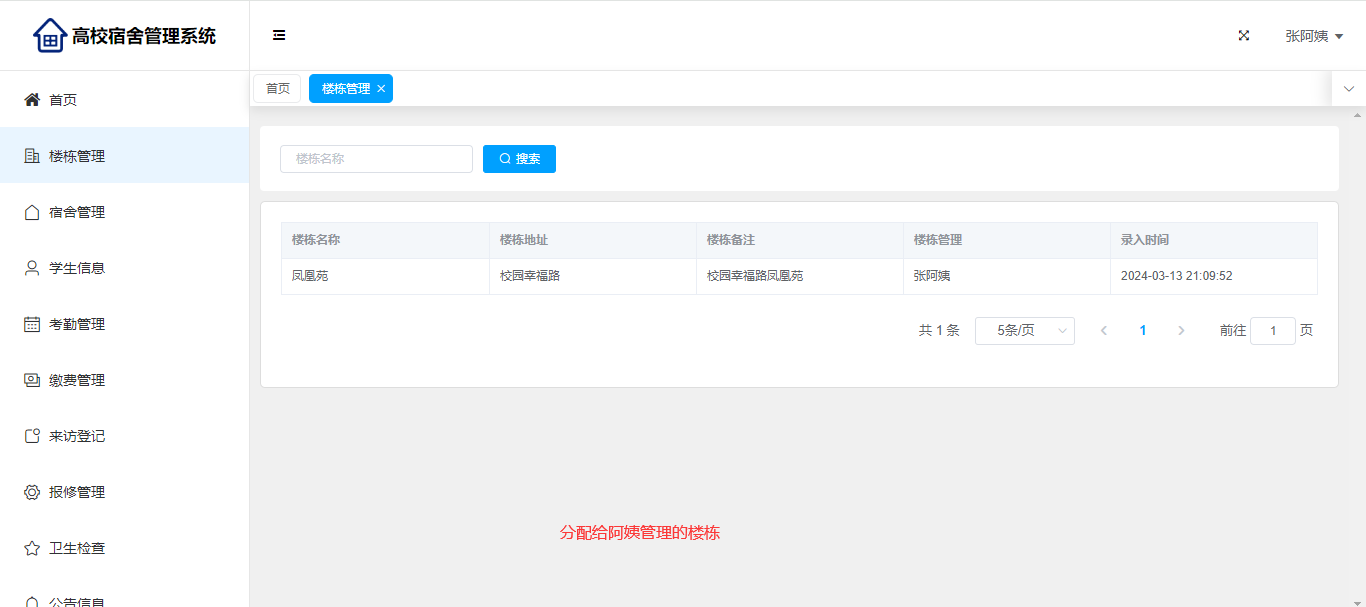 高校宿舍管理系统
张阿姨
首页
楼栋管理
首页
楼栋管理
宿舍管理
学生信息
考勤管理
缴费管理
来访登记
报修管理
卫生检查
公告信息
楼栋名称
搜索
楼栋名称 楼栋地址 楼栋备注 楼栋管理 录入时间
凤凰苑 校园幸福路 校园幸福路凤凰苑 张阿姨 2024-03-13 21:09:52
共 1 条 5条/页 1 前往 1 页
分配给阿姨管理的楼栋